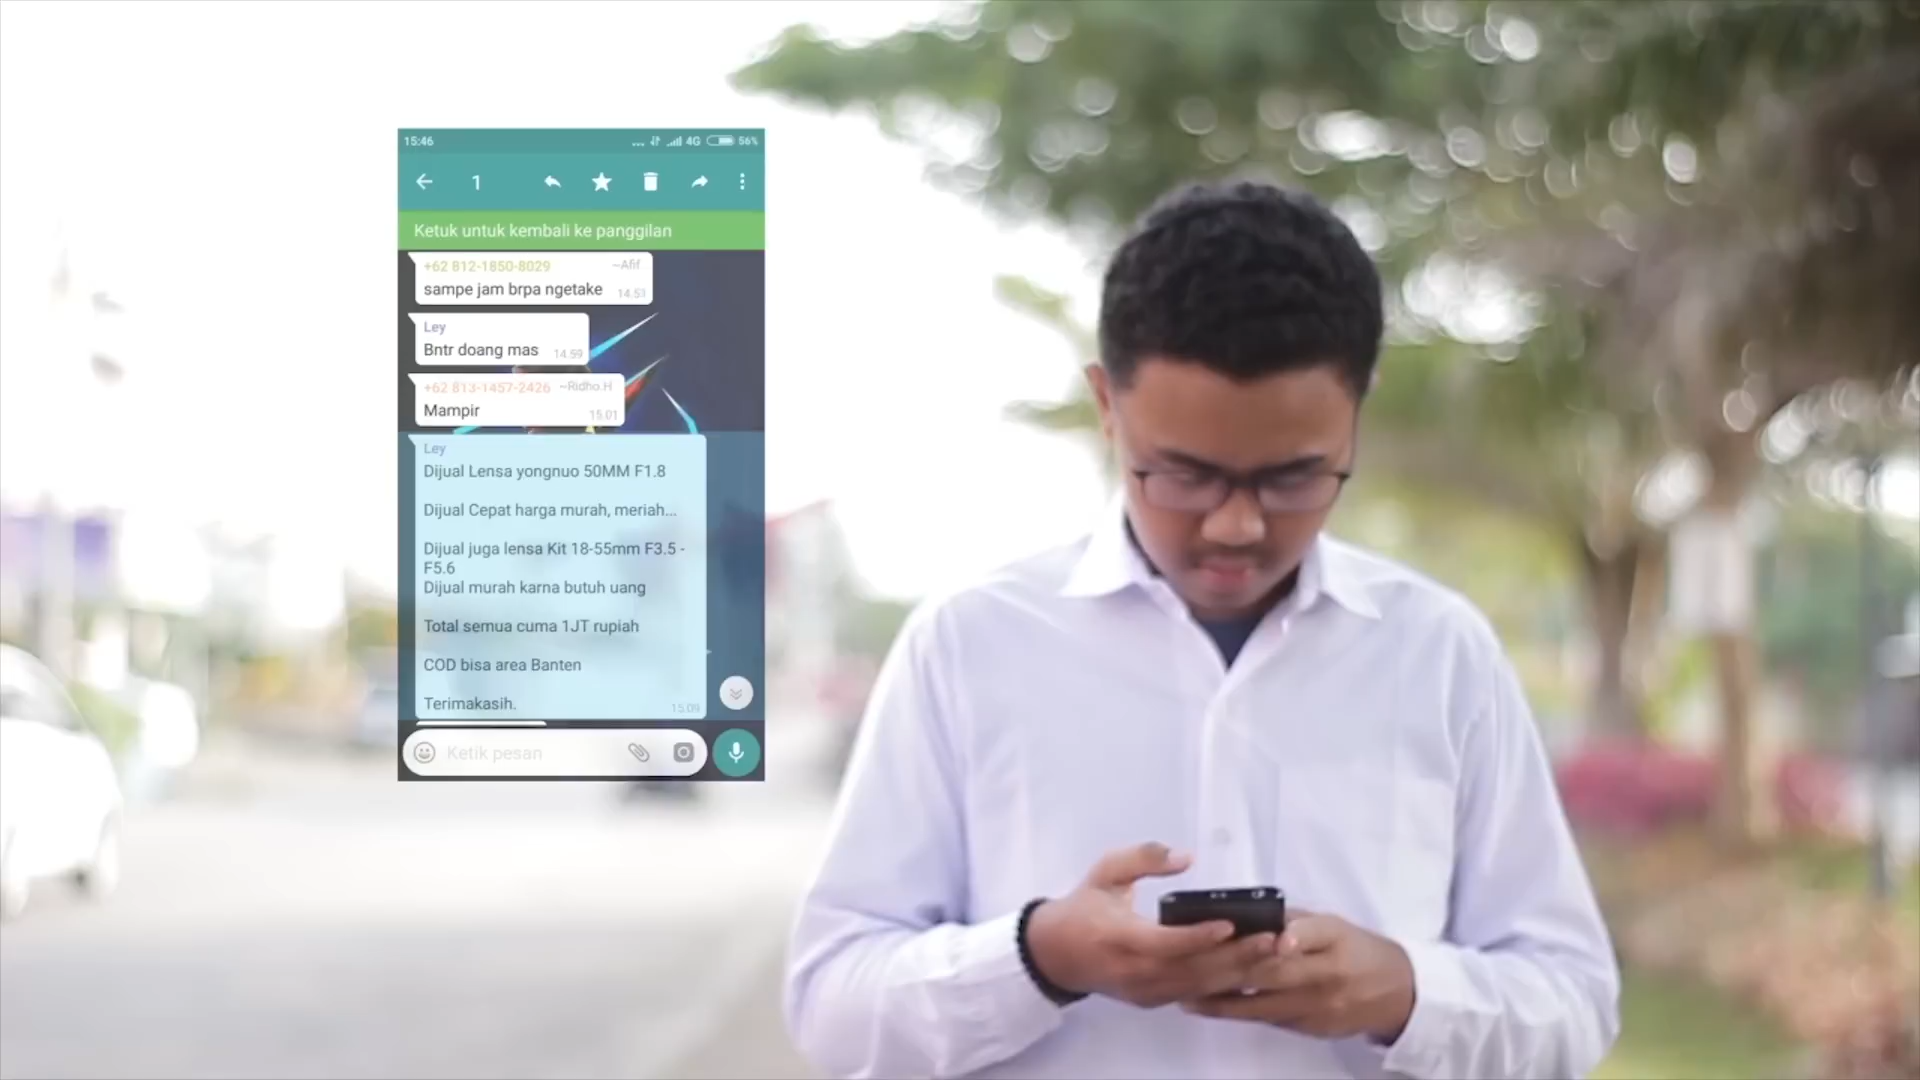 15:46
4G 56%
1
Ketuk untuk kembali ke panggilan
+62 812-1850-8029 ~Afif
sampe jam brpa ngetake 14.53
Ley
Bntr doang mas 14.59
+62 813-1457-2426 ~Ridho.H
Mampir 15.01
Ley
Dijual Lensa yongnuo 50MM F1.8
Dijual Cepat harga murah, meriah...
Dijual juga lensa Kit 18-55mm F3.5 -
F5.6
Dijual murah karna butuh uang
Total semua cuma 1JT rupiah
COD bisa area Banten
Terimakasih. 15.09
Ketik pesan